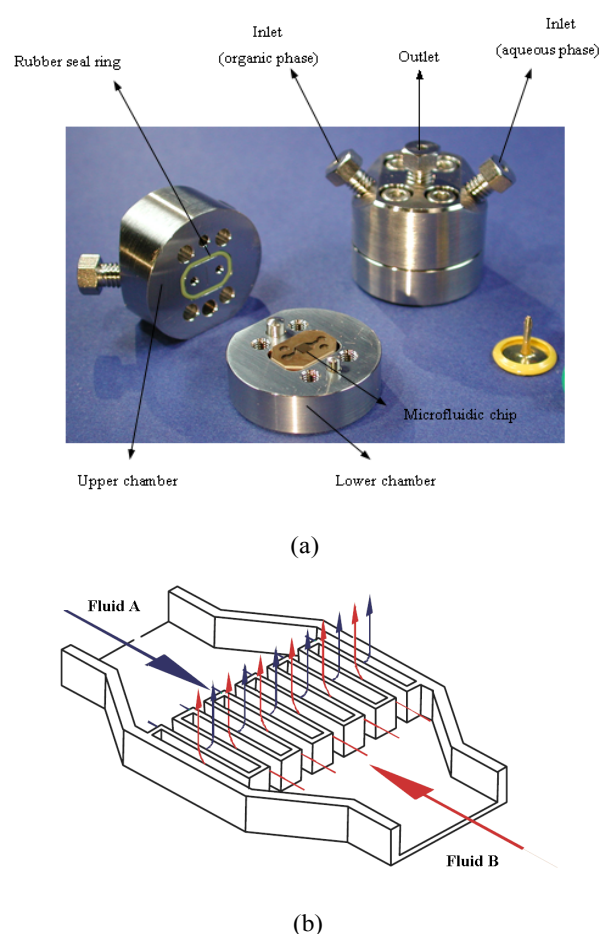 Inlet
(organic phase)
Inlet
(aqueous phase)
Rubber seal ring
Outlet
Microfluidic chip
Upper chamber
Lower chamber
(a)
Fluid A
Fluid B
(b)